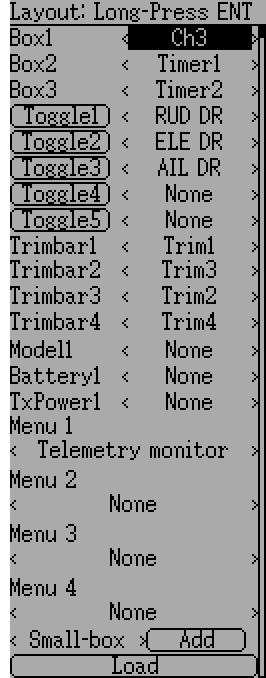 Layout: Long-Press ENT
Box1 < Ch3 >
Box2 < Timer1 >
Box3 < Timer2 >
Toggle1 < RUD DR >
Toggle2 < ELE DR >
Toggle3 < AIL DR >
Toggle4 < None >
Toggle5 < None >
Trimbar1 < Trim1 >
Trimbar2 < Trim3 >
Trimbar3 < Trim2 >
Trimbar4 < Trim4 >
Model1 < None >
Battery1 < None >
TxPower1 < None >
Menu 1
< Telemetry monitor >
Menu 2
< None >
Menu 3
< None >
Menu 4
< None >
< Small-box > Add
Load